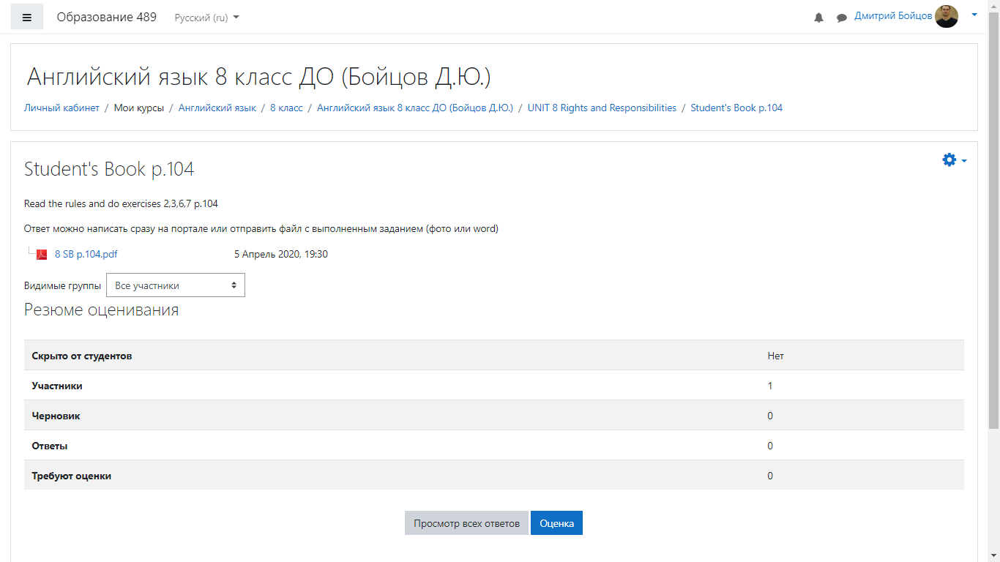 Образование 489 Русский (ru) Дмитрий Бойцов
Английский язык 8 класс ДО (Бойцов Д.Ю.)
Личный кабинет / Мои курсы / Английский язык / 8 класс / Английский язык 8 класс ДО (Бойцов Д.Ю.) / UNIT 8 Rights and Responsibilities / Student's Book p.104
Student's Book p.104
Read the rules and do exercises 2,3,6,7 p.104
Ответ можно написать сразу на портале или отправить файл с выполненным заданием (фото или word)
8 SB p.104.pdf 5 Апрель 2020, 19:30
Видимые группы Все участники
Резюме оценивания
Скрыто от студентов Нет
Участники 1
Черновик 0
Ответы 0
Требуют оценки 0
Просмотр всех ответов Оценка